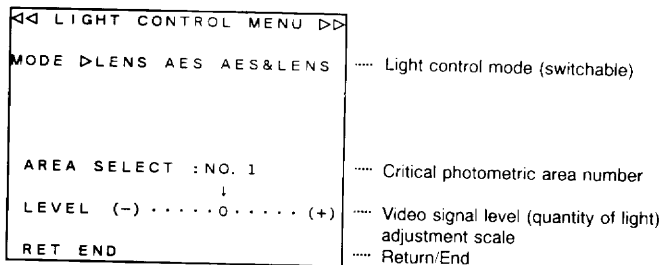 ◁◁ LIGHT CONTROL MENU ▷▷
MODE ▷LENS AES AES&LENS ····· Light control mode (switchable)
AREA SELECT :NO. 1 ····· Critical photometric area number
↓
LEVEL (−) ·····0····· (+) ····· Video signal level (quantity of light)
adjustment scale
RET END ····· Return/End